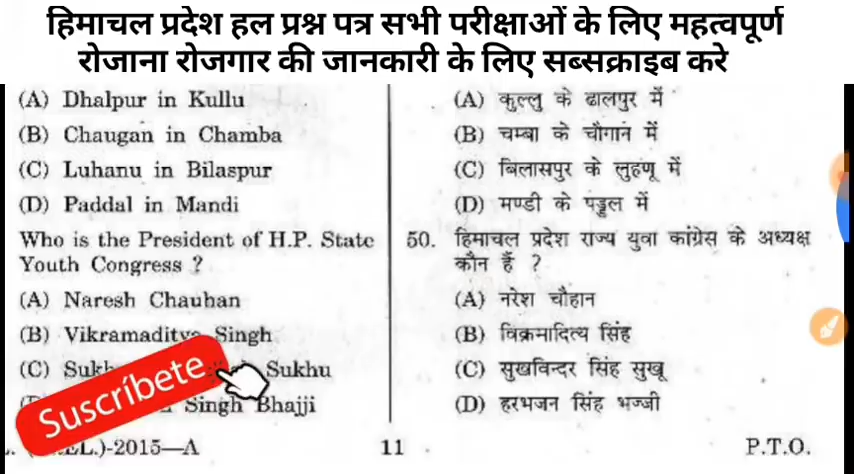 हिमाचल प्रदेश हल प्रश्न पत्र सभी परीक्षाओं के लिए महत्वपूर्ण
रोजाना रोजगार की जानकारी के लिए सब्सक्राइब करे
(A) Dhalpur in Kullu
(B) Chaugan in Chamba
(C) Luhanu in Bilaspur
(D) Paddal in Mandi
Who is the President of H.P. State
Youth Congress ?
(A) Naresh Chauhan
(B) Vikramaditya Singh
(C) Sukhu
Singh Bhajji
Suscríbete
-2015—A
(A) कुल्लु के ढालपुर में
(B) चम्बा के चौगान में
(C) बिलासपुर के लुहणू में
(D) मण्डी के पड्डल में
50. हिमाचल प्रदेश राज्य युवा कांग्रेस के अध्यक्ष
कौन हैं ?
(A) नरेश चौहान
(B) विक्रमादित्य सिंह
(C) सुखविन्दर सिंह सुखू
(D) हरभजन सिंह भज्जी
11
P.T.O.